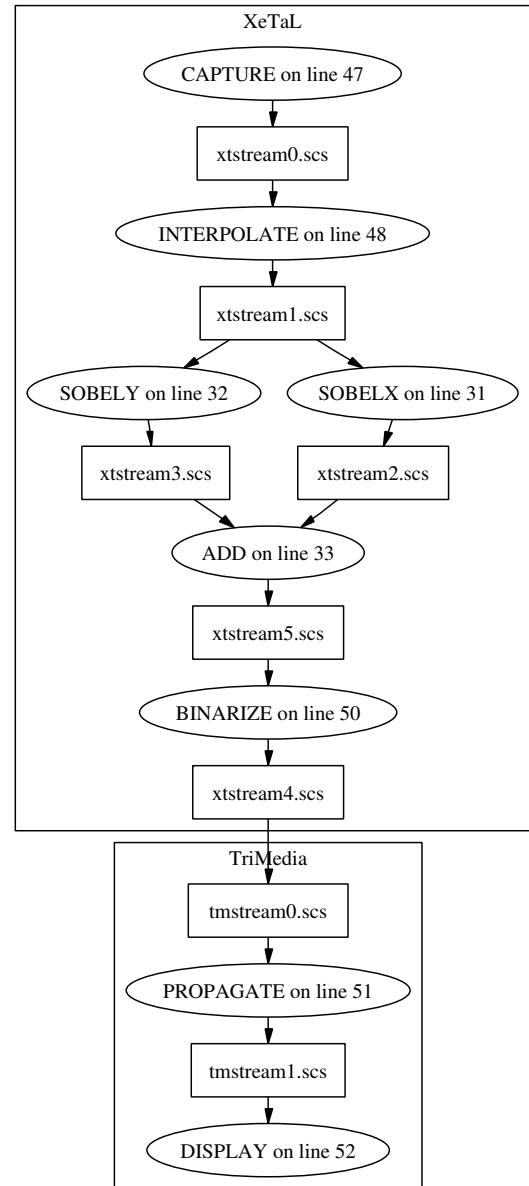 XeTaL
CAPTURE on line 47
xtstream0.scs
INTERPOLATE on line 48
xtstream1.scs
SOBELY on line 32
SOBELX on line 31
xtstream3.scs
xtstream2.scs
ADD on line 33
xtstream5.scs
BINARIZE on line 50
xtstream4.scs
TriMedia
tmstream0.scs
PROPAGATE on line 51
tmstream1.scs
DISPLAY on line 52